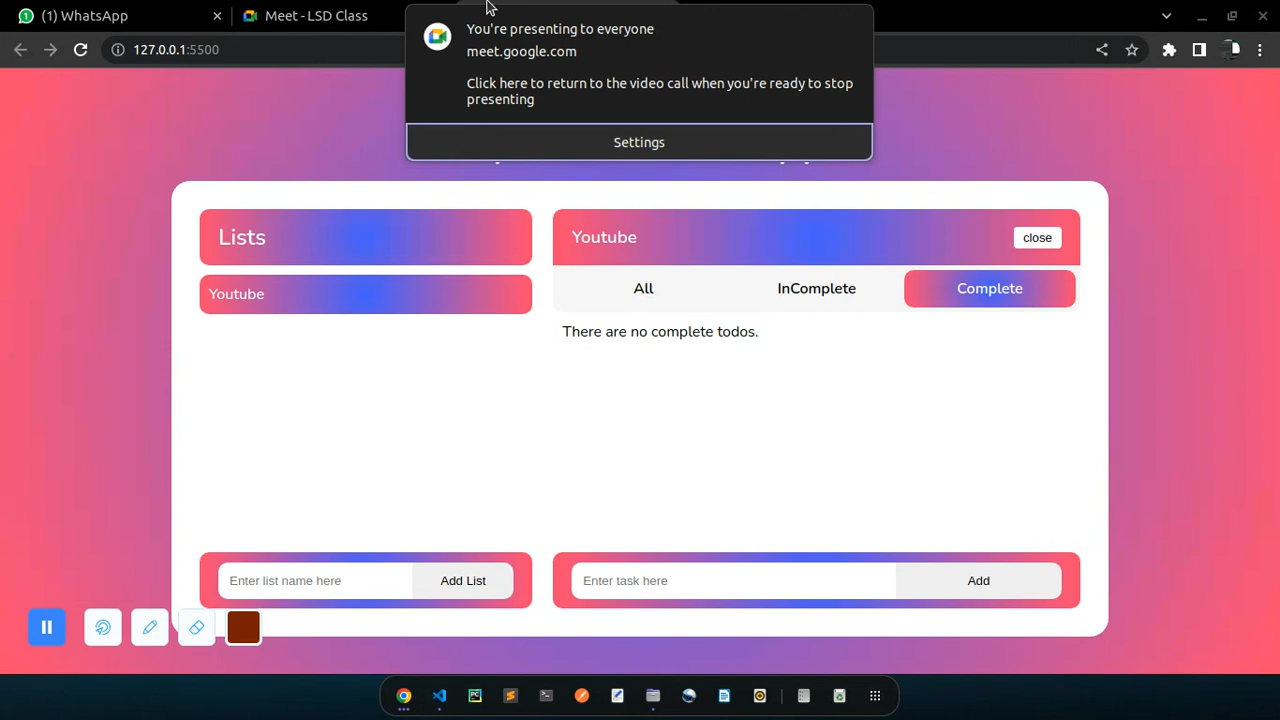 (1) WhatsApp
Meet - LSD Class
127.0.0.1:5500
You're presenting to everyone
meet.google.com
Click here to return to the video call when you're ready to stop
presenting
Settings
Lists
Youtube
Youtube
close
All
InComplete
Complete
There are no complete todos.
Enter list name here
Add List
Enter task here
Add